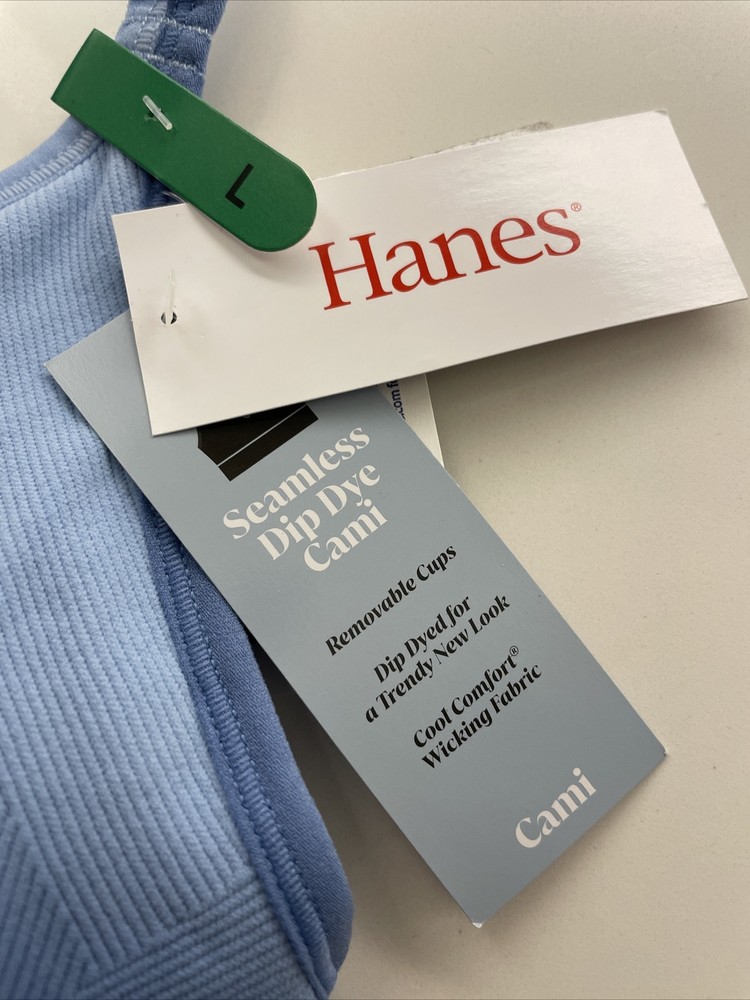 L
Hanes®
Seamless
Dip Dye
Cami
Removable Cups
Dip Dyed for
a Trendy New Look
Cool Comfort®
Wicking Fabric
Cami